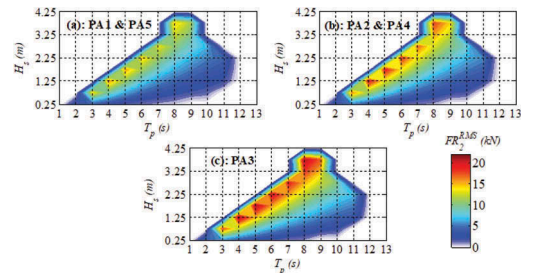 (a): PA1 & PA5
4.25
3.25
2.25
1.25
0.25
H_s (m)
1 2 3 4 5 6 7 8 9 10 11 12 13
T_p (s)
(b): PA2 & PA4
4.25
3.25
2.25
1.25
0.25
H_s (m)
1 2 3 4 5 6 7 8 9 10 11 12 13
T_p (s)
(c): PA3
4.25
3.25
2.25
1.25
0.25
H_s (m)
1 2 3 4 5 6 7 8 9 10 11 12 13
T_p (s)
FR_2^{RMS} (kN)
20
15
10
5
0